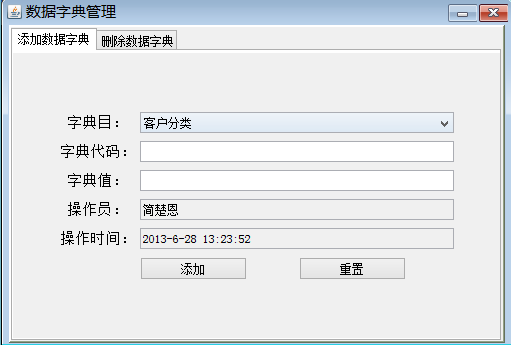 数据字典管理
添加数据字典 删除数据字典
字典目： 客户分类
字典代码：
字典值：
操作员： 简楚恩
操作时间： 2013-6-28 13:23:52
添加 重置